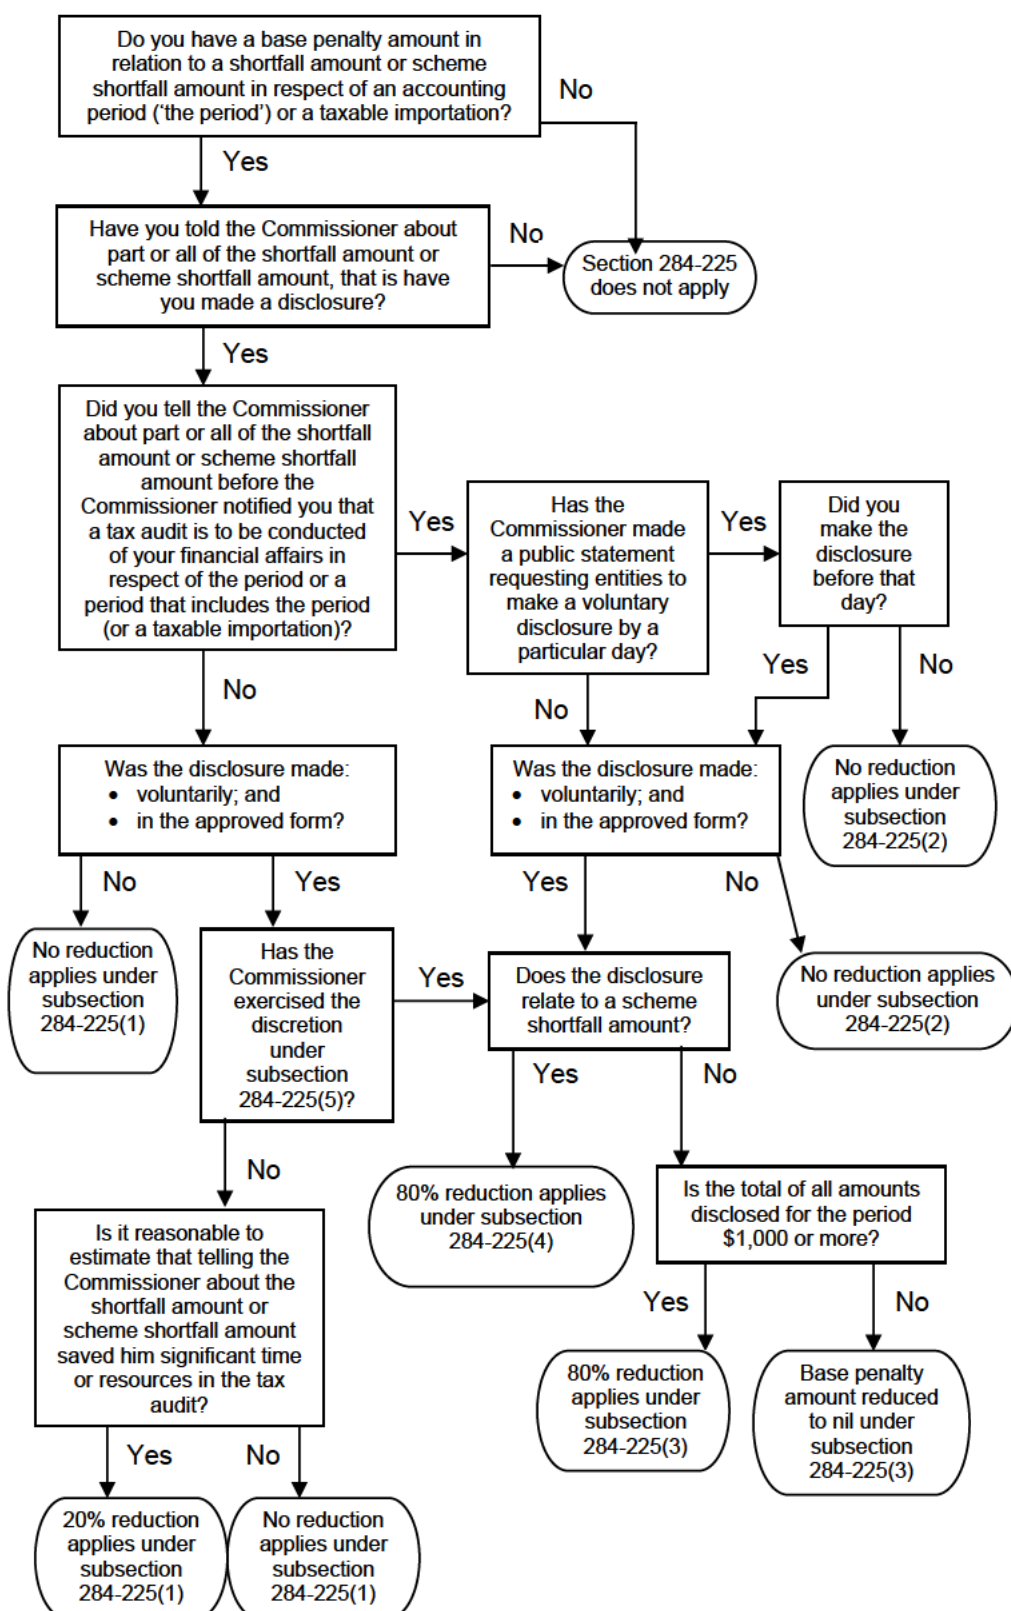 Do you have a base penalty amount in
relation to a shortfall amount or scheme
shortfall amount in respect of an accounting
period (‘the period’) or a taxable importation?
No
Yes
Have you told the Commissioner about
part or all of the shortfall amount or
scheme shortfall amount, that is have
you made a disclosure?
No
Section 284-225
does not apply
Yes
Did you tell the Commissioner
about part or all of the shortfall
amount or scheme shortfall
amount before the
Commissioner notified you that
a tax audit is to be conducted
of your financial affairs in
respect of the period or a
period that includes the period
(or a taxable importation)?
Yes
Has the
Commissioner made
a public statement
requesting entities to
make a voluntary
disclosure by a
particular day?
Yes
Did you
make the
disclosure
before that
day?
No
No
Yes
No
Was the disclosure made:
• voluntarily; and
• in the approved form?
Was the disclosure made:
• voluntarily; and
• in the approved form?
No reduction
applies under
subsection
284-225(2)
No
Yes
Yes
No
No reduction
applies under
subsection
284-225(1)
Has the
Commissioner
exercised the
discretion
under
subsection
284-225(5)?
Yes
Does the disclosure
relate to a scheme
shortfall amount?
No reduction applies
under subsection
284-225(2)
Yes
No
No
80% reduction applies
under subsection
284-225(4)
Is the total of all amounts
disclosed for the period
$1,000 or more?
Is it reasonable to
estimate that telling the
Commissioner about the
shortfall amount or
scheme shortfall amount
saved him significant time
or resources in the tax
audit?
Yes
No
80% reduction
applies under
subsection
284-225(3)
Base penalty
amount reduced
to nil under
subsection
284-225(3)
Yes
No
20% reduction
applies under
subsection
284-225(1)
No reduction
applies under
subsection
284-225(1)